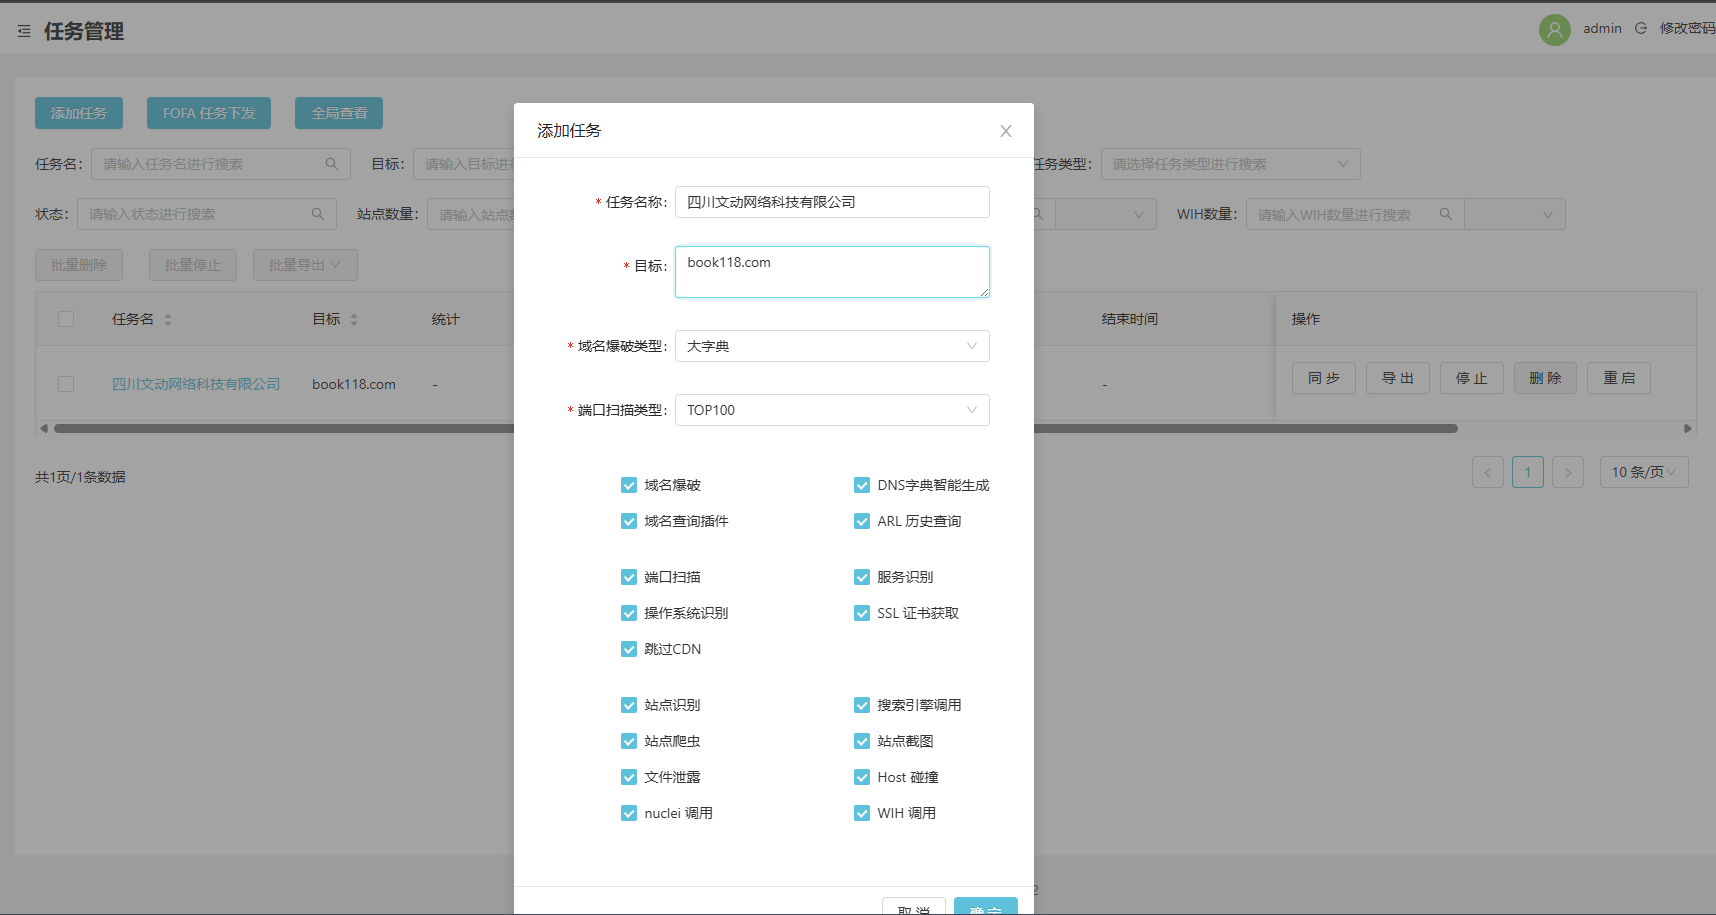 任务管理
admin 修改密码
添加任务 FOFA 任务下发 全局查看
任务名: 请输入任务名进行搜索 目标: 请输入目标进 任务类型: 请选择任务类型进行搜索
状态: 请输入状态进行搜索 站点数量: 请输入站点 WIH数量: 请输入WIH数量进行搜索
批量删除 批量停止 批量导出
任务名 目标 统计 结束时间 操作
四川文动网络科技有限公司 book118.com - - 同 步 导 出 停 止 删 除 重 启
共1页/1条数据 < 1 > 10 条/页
添加任务
* 任务名称: 四川文动网络科技有限公司
* 目标: book118.com
* 域名爆破类型: 大字典
* 端口扫描类型: TOP100
域名爆破 DNS字典智能生成
域名查询插件 ARL 历史查询
端口扫描 服务识别
操作系统识别 SSL 证书获取
跳过CDN
站点识别 搜索引擎调用
站点爬虫 站点截图
文件泄露 Host 碰撞
nuclei 调用 WIH 调用
2
取 消 确 定